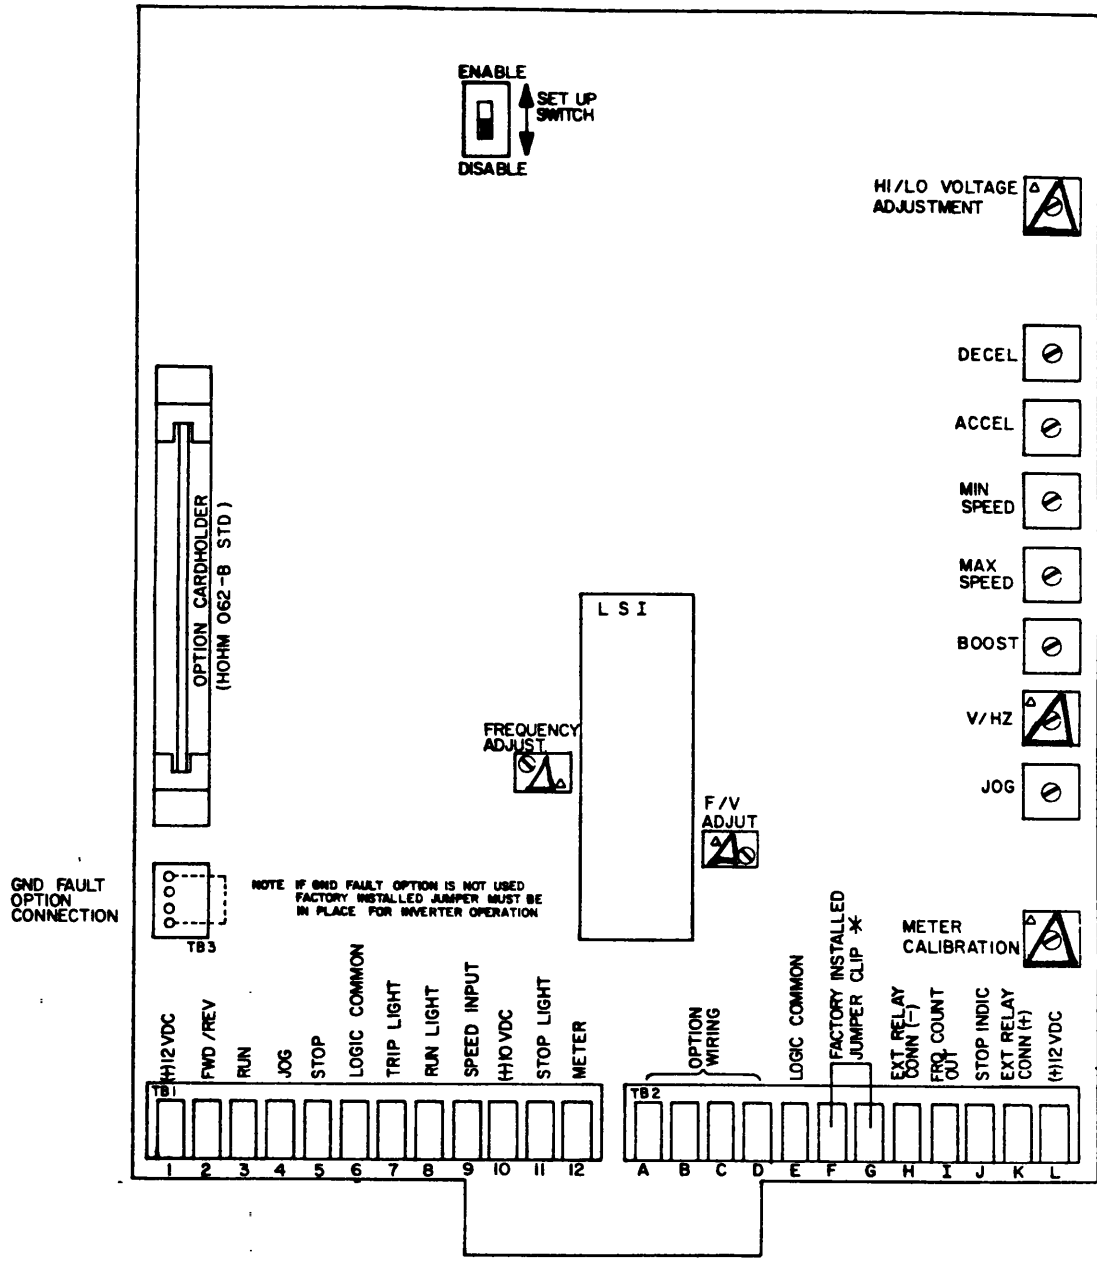 ENABLE
SET UP
SWITCH
DISABLE
HI/LO VOLTAGE
ADJUSTMENT
DECEL
ACCEL
MIN
SPEED
MAX
SPEED
BOOST
V/HZ
JOG
OPTION CARDHOLDER
(HOHM 062-B STD)
LSI
FREQUENCY
ADJUST.
F/V
ADJUT
GND FAULT
OPTION
CONNECTION
TB3
NOTE IF GND FAULT OPTION IS NOT USED
FACTORY INSTALLED JUMPER MUST BE
IN PLACE FOR INVERTER OPERATION
METER
CALIBRATION
(+)12VDC
FWD/REV
RUN
JOG
STOP
LOGIC COMMON
TRIP LIGHT
RUN LIGHT
SPEED INPUT
(+)10VDC
STOP LIGHT
METER
OPTION
WIRING
LOGIC COMMON
FACTORY INSTALLED
JUMPER CLIP *
EXT RELAY
CONN (-)
FRQ COUNT
OUT
STOP INDIC
EXT RELAY
CONN (+)
(+)12VDC
TB1
TB2
1 2 3 4 5 6 7 8 9 10 11 12
A B C D E F G H I J K L